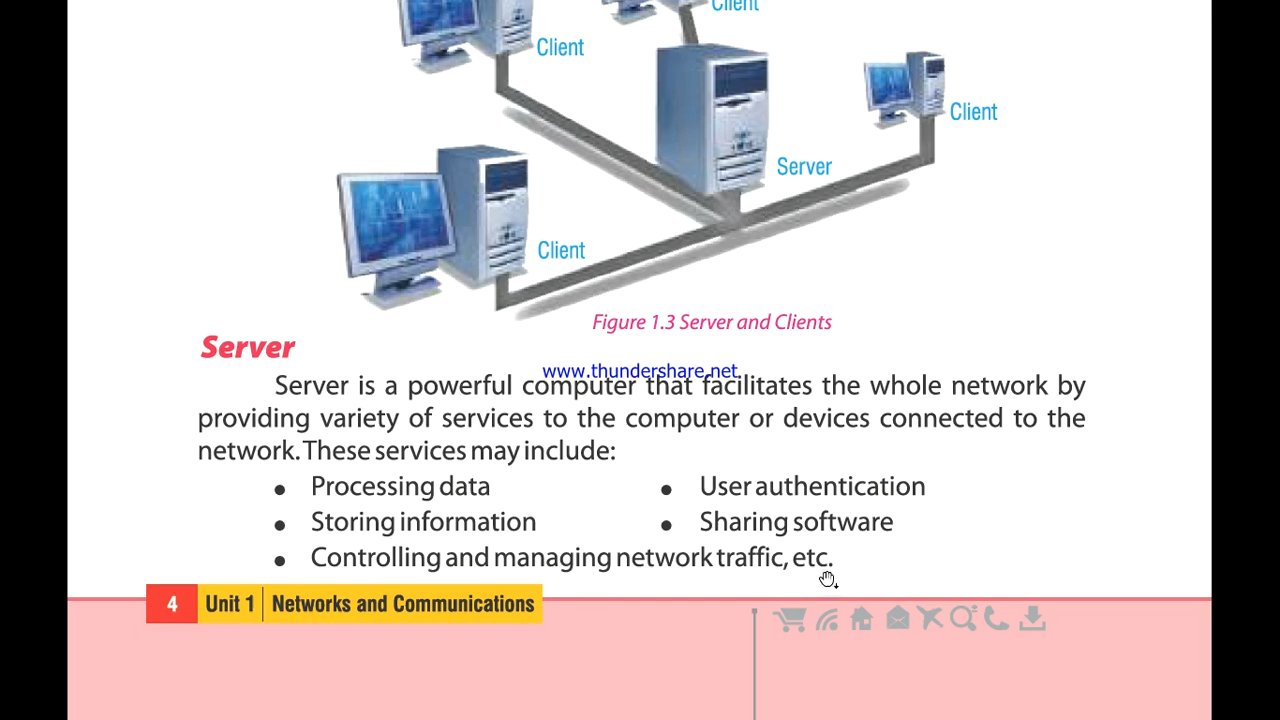 Client
Client
Client
Server
Client
Figure 1.3 Server and Clients
Server
www.thundershare.net
Server is a powerful computer that facilitates the whole network by
providing variety of services to the computer or devices connected to the
network. These services may include:
• Processing data
• User authentication
• Storing information
• Sharing software
• Controlling and managing network traffic, etc.
4 Unit 1 Networks and Communications